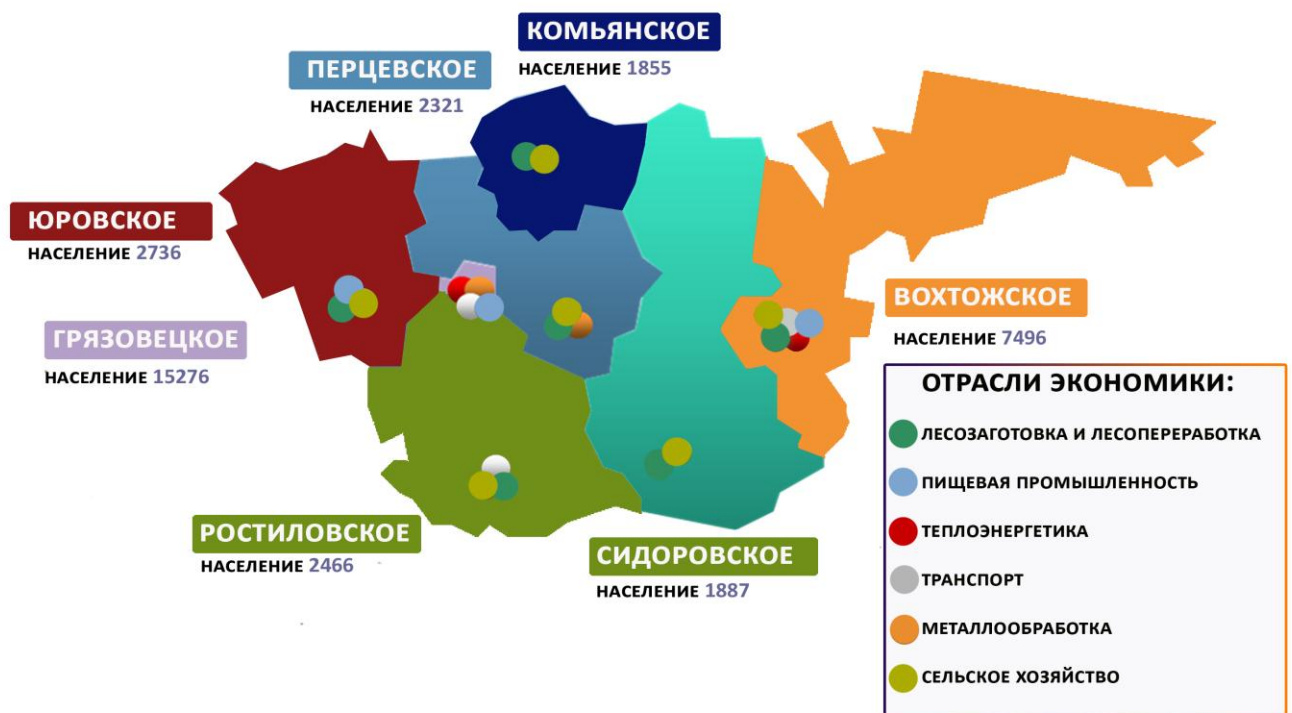 КОМЬЯНСКОЕ
НАСЕЛЕНИЕ 1855
ПЕРЦЕВСКОЕ
НАСЕЛЕНИЕ 2321
ЮРОВСКОЕ
НАСЕЛЕНИЕ 2736
ГРЯЗОВЕЦКОЕ
НАСЕЛЕНИЕ 15276
ВОХТОЖСКОЕ
НАСЕЛЕНИЕ 7496
РОСТИЛОВСКОЕ
НАСЕЛЕНИЕ 2466
СИДОРОВСКОЕ
НАСЕЛЕНИЕ 1887
ОТРАСЛИ ЭКОНОМИКИ:
ЛЕСОЗАГОТОВКА И ЛЕСОПЕРЕРАБОТКА
ПИЩЕВАЯ ПРОМЫШЛЕННОСТЬ
ТЕПЛОЭНЕРГЕТИКА
ТРАНСПОРТ
МЕТАЛЛООБРАБОТКА
СЕЛЬСКОЕ ХОЗЯЙСТВО